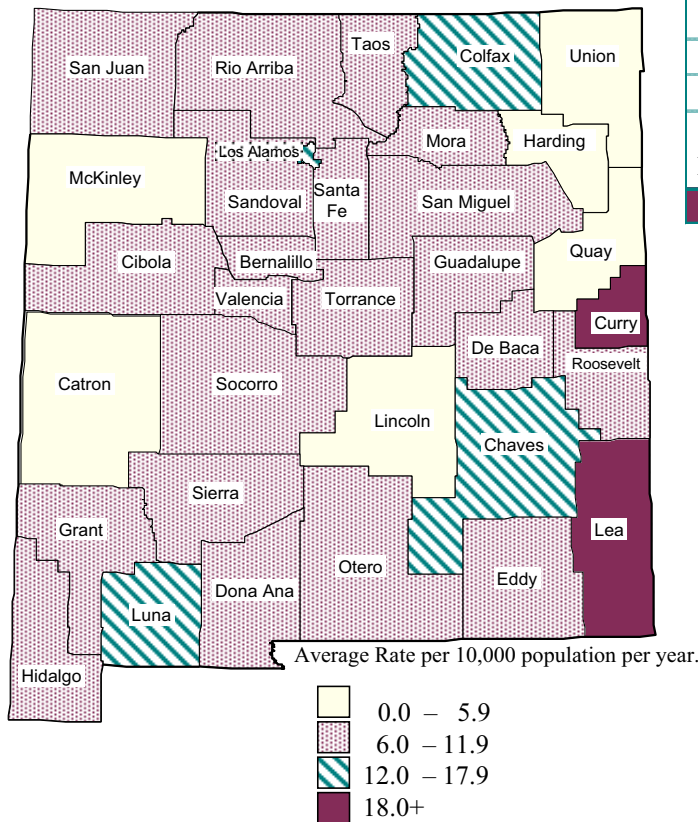 Taos
San Juan
Rio Arriba
Colfax
Union
Mora
Harding
Los Alamos
McKinley
Santa
Fe
Sandoval
San Miguel
Quay
Cibola
Bernalillo
Guadalupe
Valencia
Torrance
Curry
De Baca
Roosevelt
Catron
Socorro
Lincoln
Chaves
Sierra
Grant
Lea
Otero
Eddy
Dona Ana
Luna
Hidalgo
Average Rate per 10,000 population per year.
0.0 – 5.9
6.0 – 11.9
12.0 – 17.9
18.0+